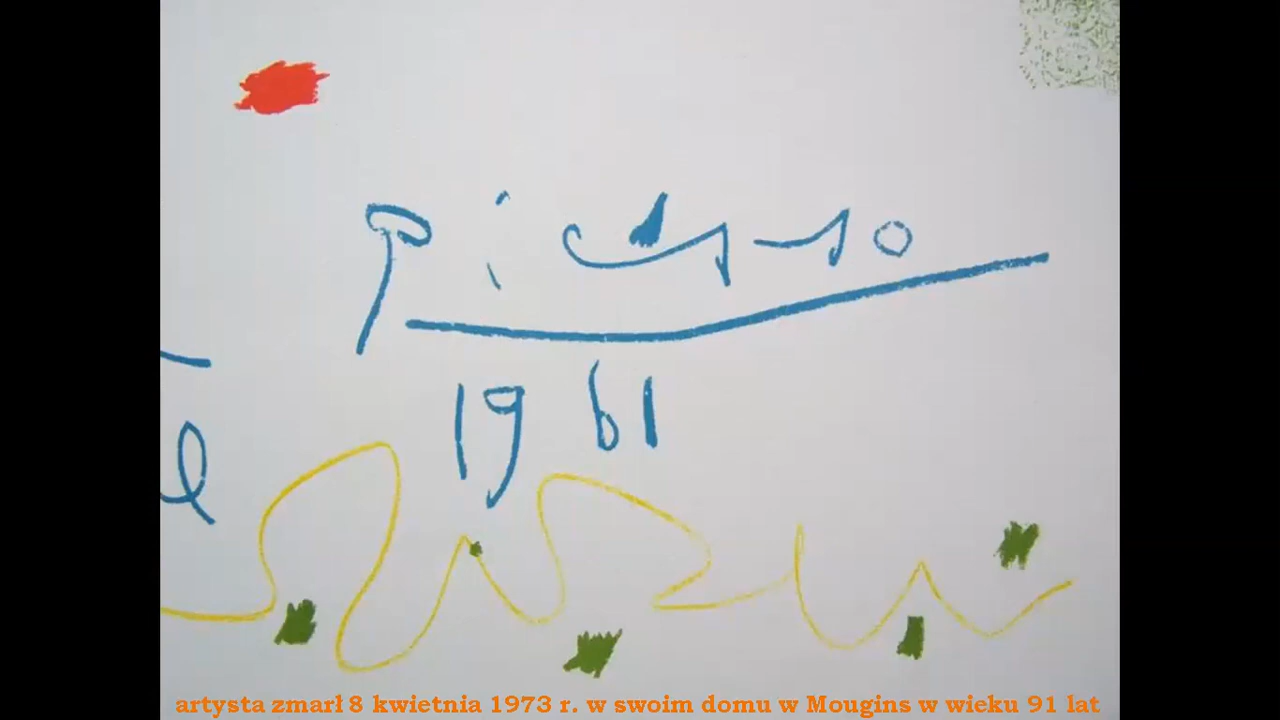 Picasso
1961
artysta zmarł 8 kwietnia 1973 r. w swoim domu w Mougins w wieku 91 lat